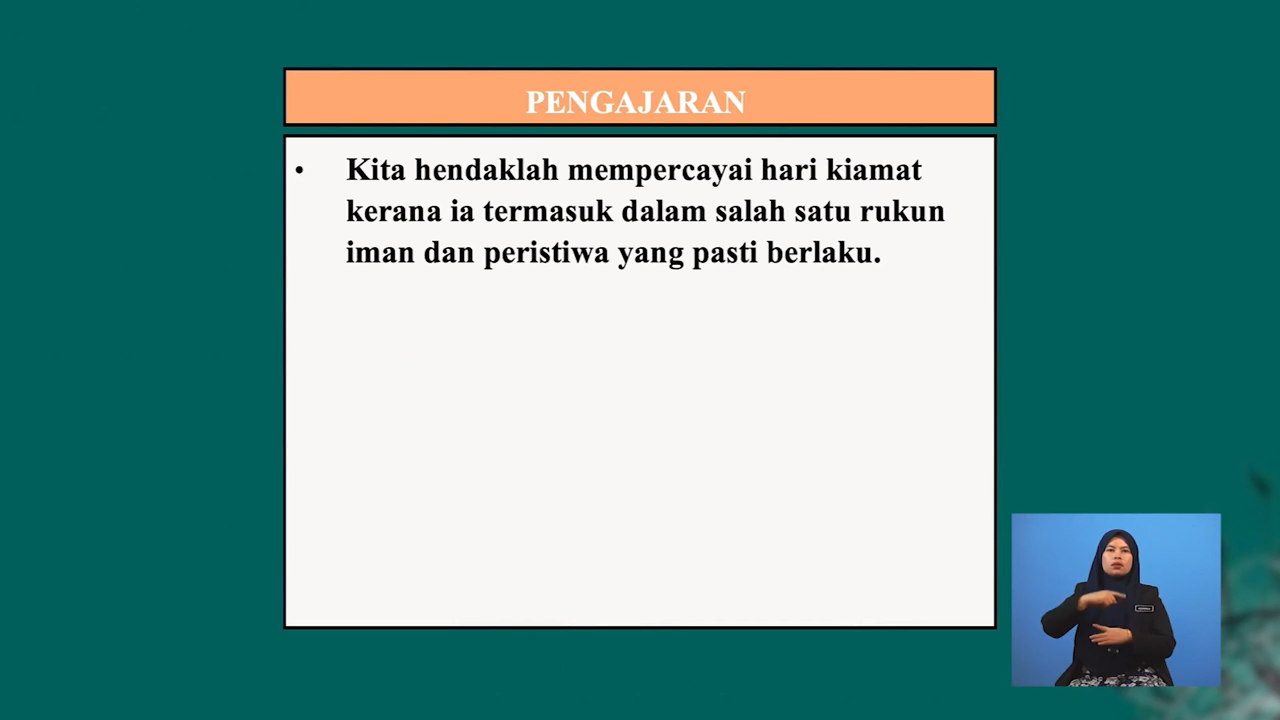 PENGAJARAN
• Kita hendaklah mempercayai hari kiamat
kerana ia termasuk dalam salah satu rukun
iman dan peristiwa yang pasti berlaku.